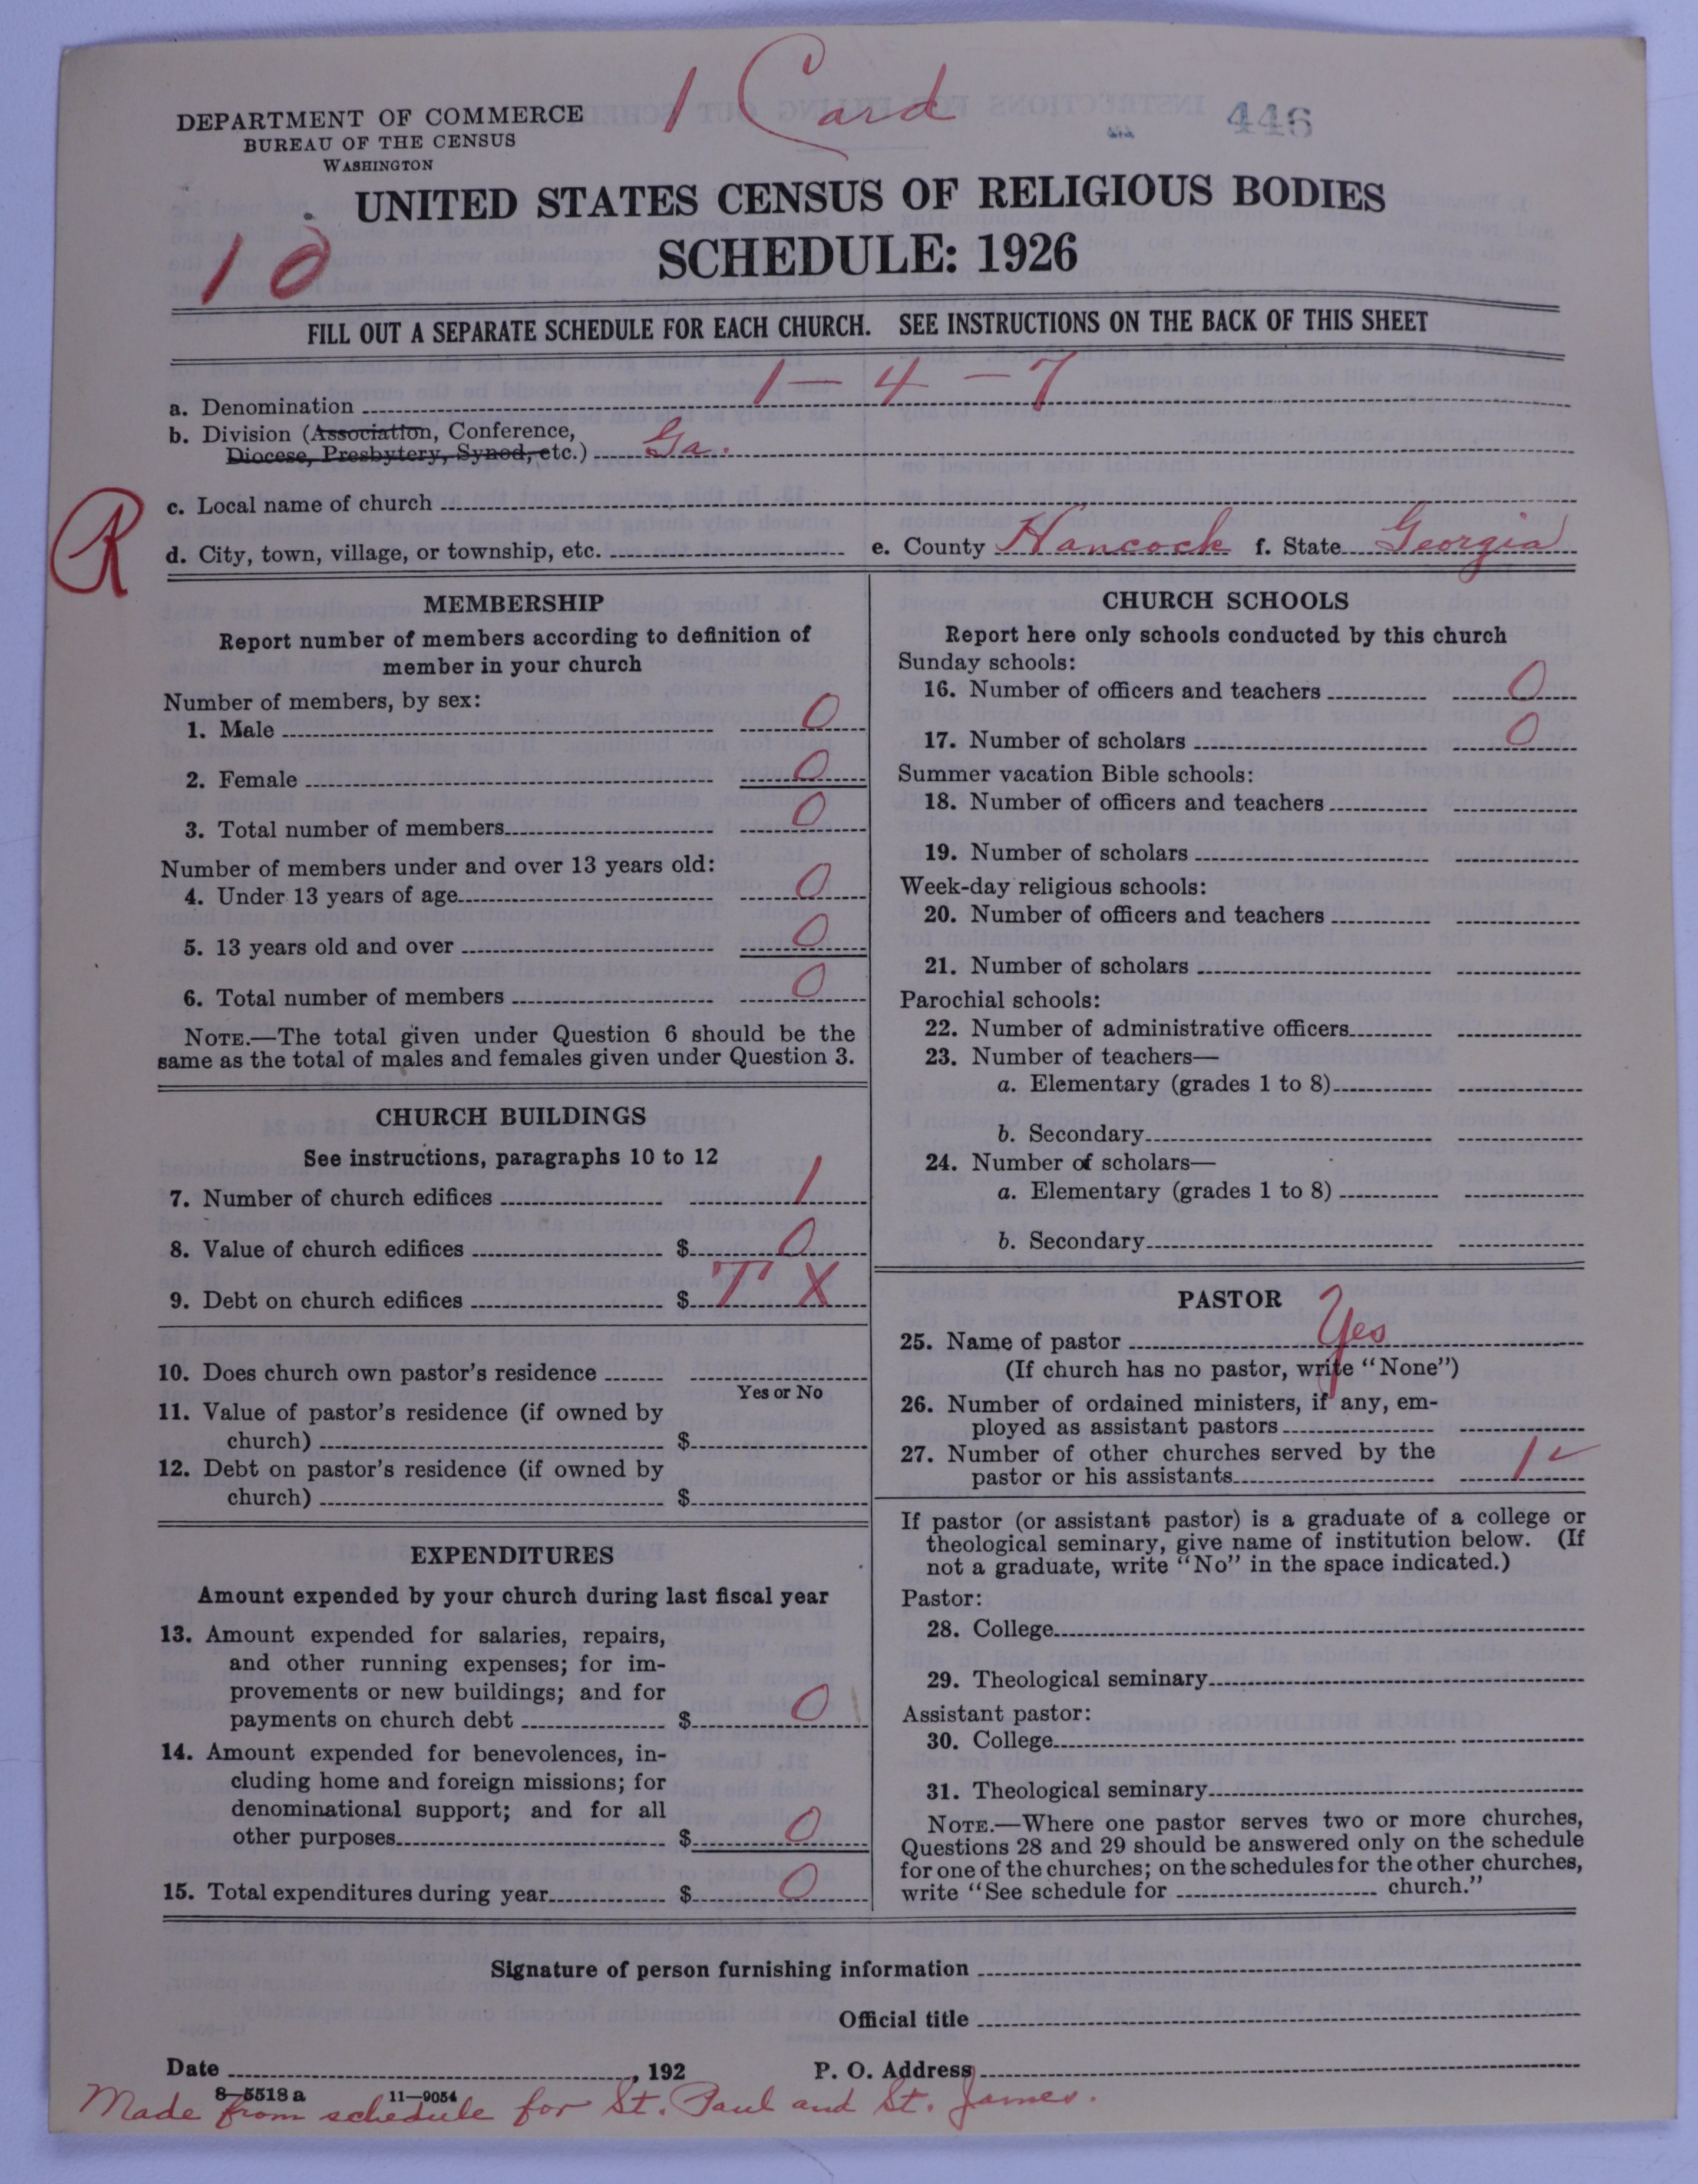 1 Card
446
DEPARTMENT OF COMMERCE
BUREAU OF THE CENSUS
WASHINGTON
UNITED STATES CENSUS OF RELIGIOUS BODIES
SCHEDULE: 1926
10
FILL OUT A SEPARATE SCHEDULE FOR EACH CHURCH. SEE INSTRUCTIONS ON THE BACK OF THIS SHEET
a. Denomination 1-4-7
b. Division (Association, Conference,
Diocese, Presbytery, Synod, etc.) Ga.
R
c. Local name of church
d. City, town, village, or township, etc. e. County Hancock f. State Georgia
MEMBERSHIP
Report number of members according to definition of
member in your church
Number of members, by sex:
1. Male 0
2. Female 0
3. Total number of members 0
Number of members under and over 13 years old:
4. Under 13 years of age 0
5. 13 years old and over 0
6. Total number of members 0
NOTE.—The total given under Question 6 should be the
same as the total of males and females given under Question 3.
CHURCH BUILDINGS
See instructions, paragraphs 10 to 12
7. Number of church edifices 1
8. Value of church edifices $ 0
9. Debt on church edifices $ T X
10. Does church own pastor's residence
Yes or No
11. Value of pastor's residence (if owned by
church) $
12. Debt on pastor's residence (if owned by
church) $
EXPENDITURES
Amount expended by your church during last fiscal year
13. Amount expended for salaries, repairs,
and other running expenses; for im-
provements or new buildings; and for
payments on church debt $ 0
14. Amount expended for benevolences, in-
cluding home and foreign missions; for
denominational support; and for all
other purposes $ 0
15. Total expenditures during year $ 0
CHURCH SCHOOLS
Report here only schools conducted by this church
Sunday schools:
16. Number of officers and teachers 0
17. Number of scholars 0
Summer vacation Bible schools:
18. Number of officers and teachers
19. Number of scholars
Week-day religious schools:
20. Number of officers and teachers
21. Number of scholars
Parochial schools:
22. Number of administrative officers
23. Number of teachers—
a. Elementary (grades 1 to 8)
b. Secondary
24. Number of scholars—
a. Elementary (grades 1 to 8)
b. Secondary
PASTOR
25. Name of pastor Yes
(If church has no pastor, write "None")
26. Number of ordained ministers, if any, em-
ployed as assistant pastors
27. Number of other churches served by the
pastor or his assistants 1 ✓
If pastor (or assistant pastor) is a graduate of a college or
theological seminary, give name of institution below. (If
not a graduate, write "No" in the space indicated.)
Pastor:
28. College
29. Theological seminary
Assistant pastor:
30. College
31. Theological seminary
NOTE.—Where one pastor serves two or more churches,
Questions 28 and 29 should be answered only on the schedule
for one of the churches; on the schedules for the other churches,
write "See schedule for church."
Signature of person furnishing information
Official title
Date , 192 P. O. Address
8—5518 a 11—9054
Made from schedule for St. Paul and St. James.